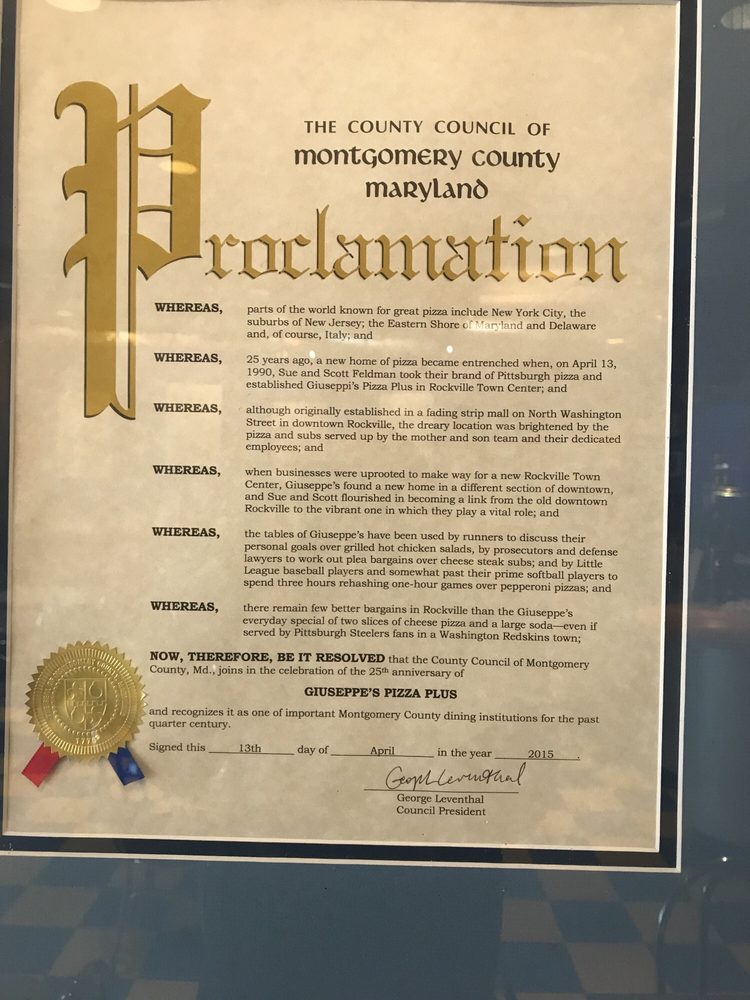 THE COUNTY COUNCIL OF
MONTGOMERY COUNTY
MARYLAND
Proclamation
WHEREAS, parts of the world known for great pizza include New York City, the
suburbs of New Jersey; the Eastern Shore of Maryland and Delaware
and, of course, Italy; and
WHEREAS, 25 years ago, a new home of pizza became entrenched when, on April 13,
1990, Sue and Scott Feldman took their brand of Pittsburgh pizza and
established Giuseppi's Pizza Plus in Rockville Town Center; and
WHEREAS, although originally established in a fading strip mall on North Washington
Street in downtown Rockville, the dreary location was brightened by the
pizza and subs served up by the mother and son team and their dedicated
employees; and
WHEREAS, when businesses were uprooted to make way for a new Rockville Town
Center, Giuseppe's found a new home in a different section of downtown,
and Sue and Scott flourished in becoming a link from the old downtown
Rockville to the vibrant one in which they play a vital role; and
WHEREAS, the tables of Giuseppe's have been used by runners to discuss their
personal goals over grilled hot chicken salads, by prosecutors and defense
lawyers to work out plea bargains over cheese steak subs; and by Little
League baseball players and somewhat past their prime softball players to
spend three hours rehashing one-hour games over pepperoni pizzas; and
WHEREAS, there remain few better bargains in Rockville than the Giuseppe's
everyday special of two slices of cheese pizza and a large soda—even if
served by Pittsburgh Steelers fans in a Washington Redskins town;
NOW, THEREFORE, BE IT RESOLVED that the County Council of Montgomery
County, Md., joins in the celebration of the 25th anniversary of
GIUSEPPE'S PIZZA PLUS
and recognizes it as one of important Montgomery County dining institutions for the past
quarter century.
Signed this 13th day of April in the year 2015.
George Leventhal
George Leventhal
Council President
1776